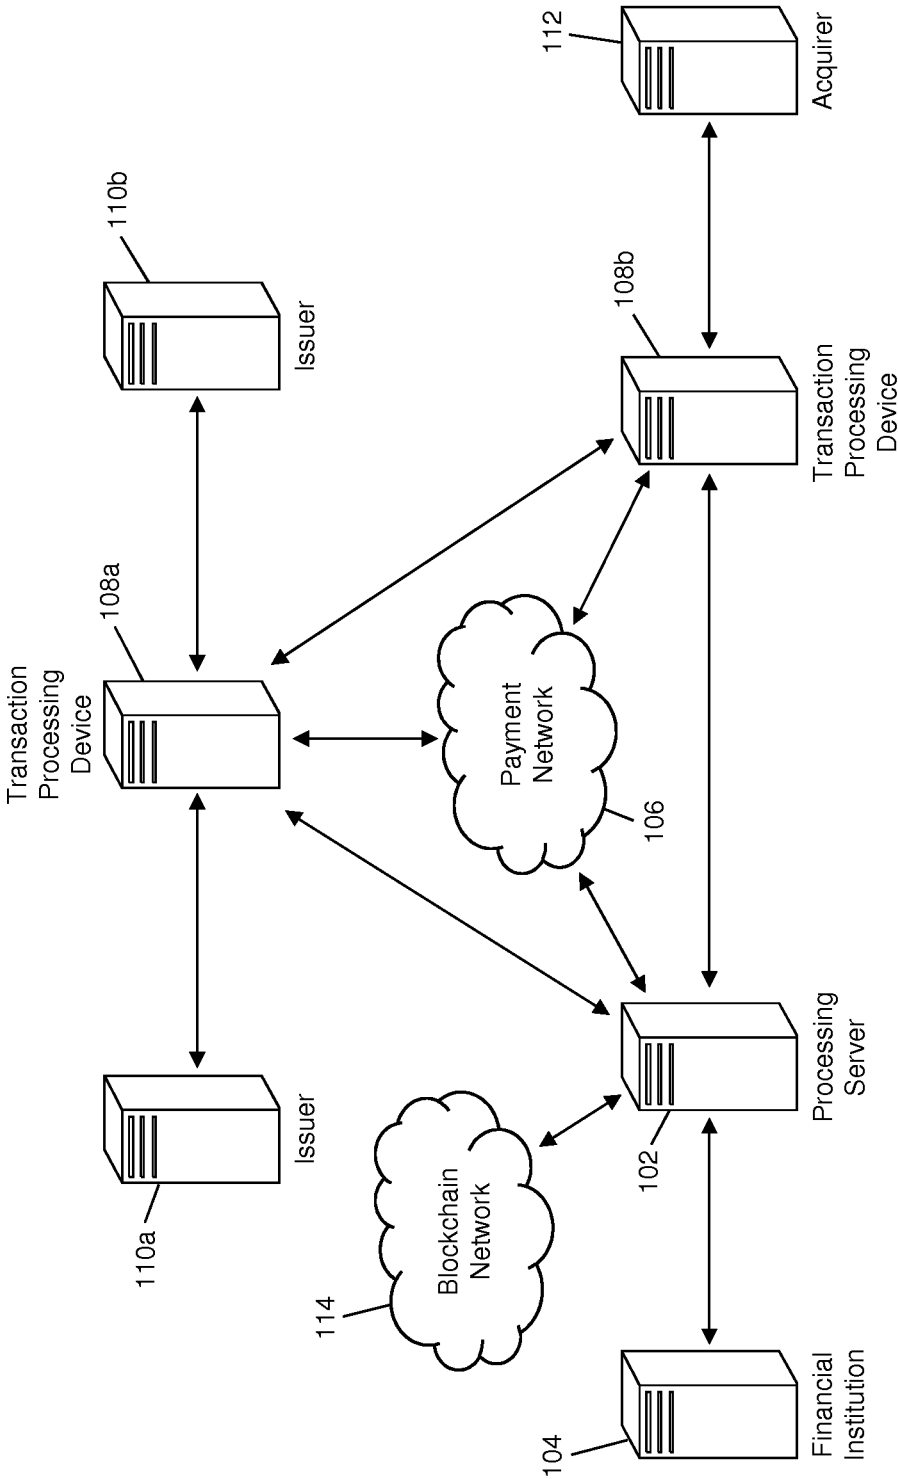 Transaction
Processing
Device
108a
110b
110a
Issuer
Issuer
114
Blockchain
Network
Payment
Network
104
112
108b
102
106
Financial
Institution
Processing
Server
Transaction
Processing
Device
Acquirer